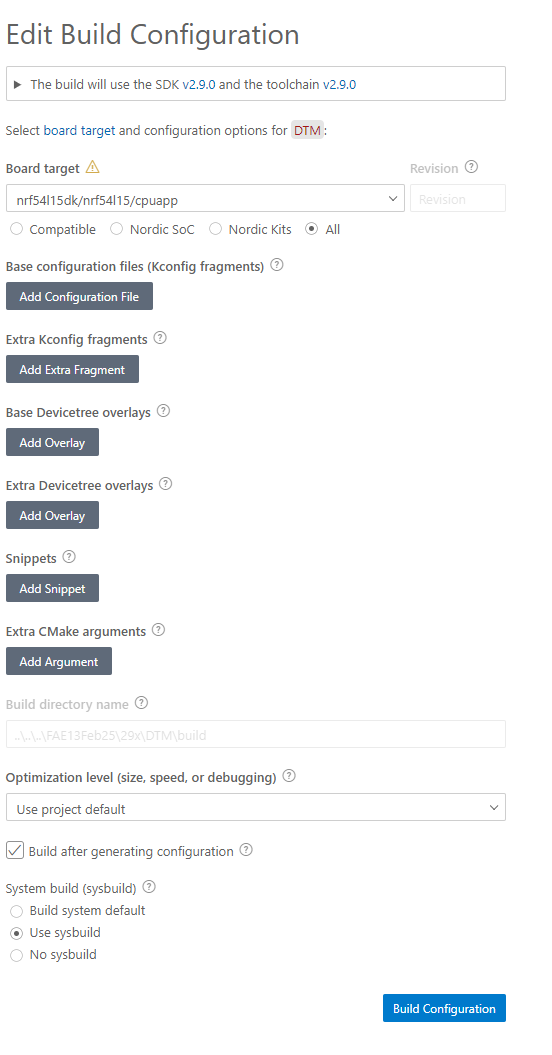 Edit Build Configuration
The build will use the SDK v2.9.0 and the toolchain v2.9.0
Select board target and configuration options for DTM:
Board target Revision
nrf54l15dk/nrf54l15/cpuapp Revision
Compatible Nordic SoC Nordic Kits All
Base configuration files (Kconfig fragments)
Add Configuration File
Extra Kconfig fragments
Add Extra Fragment
Base Devicetree overlays
Add Overlay
Extra Devicetree overlays
Add Overlay
Snippets
Add Snippet
Extra CMake arguments
Add Argument
Build directory name
..\..\..\FAE13Feb25\29x\DTM\build
Optimization level (size, speed, or debugging)
Use project default
Build after generating configuration
System build (sysbuild)
Build system default
Use sysbuild
No sysbuild
Build Configuration